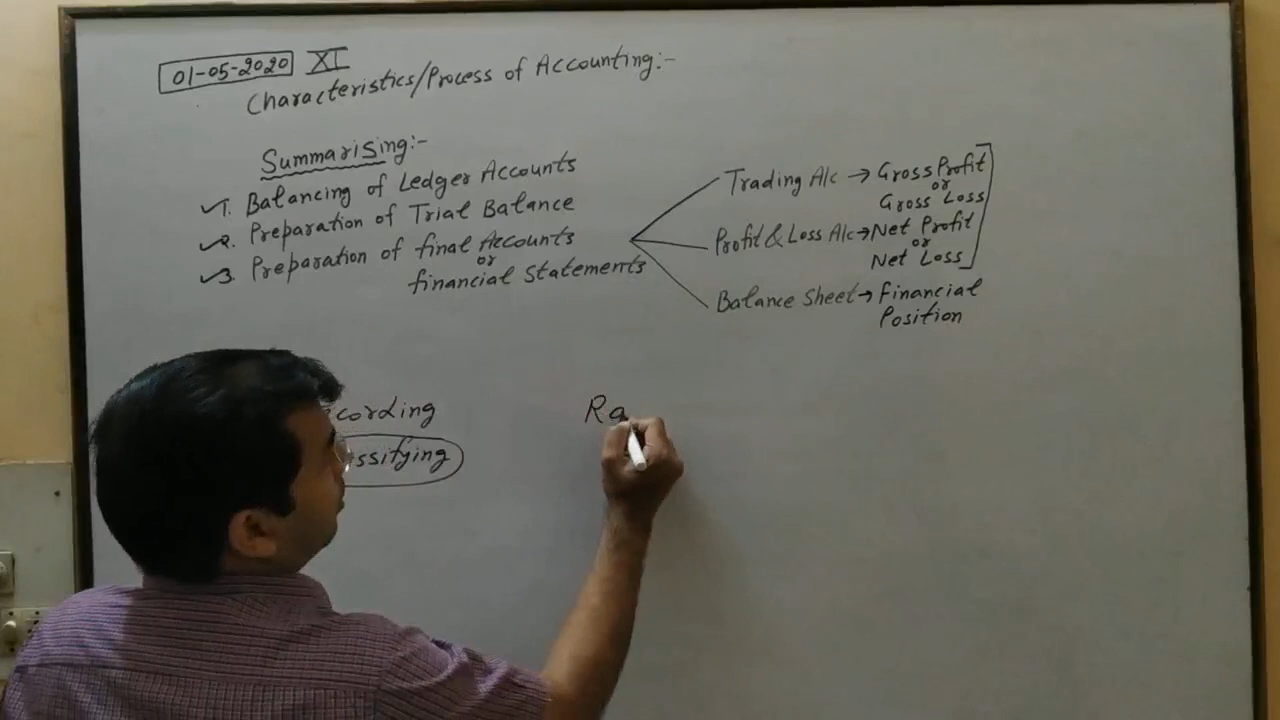 01-05-2020 XI
Characteristics/Process of Accounting:-
Summarising:-
1. Balancing of Ledger Accounts
2. Preparation of Trial Balance
3. Preparation of final Accounts
or
financial Statements
Trading A/c → Gross Profit
or
Gross Loss
Profit & Loss A/c → Net Profit
or
Net Loss
Balance Sheet → Financial
Position
cording
ssifying
Ra